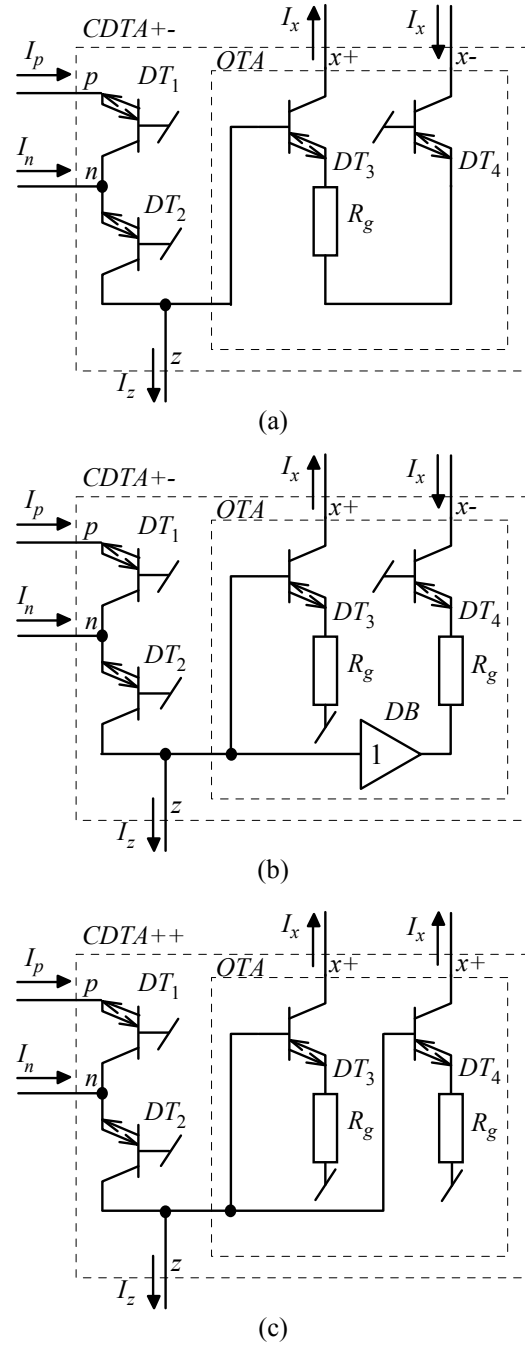 I_x I_x
CDTA+- x+ x-
I_p OTA
p DT_1
I_n
n DT_3 DT_4
DT_2 R_g
z
I_z
(a)
I_x I_x
CDTA+- x+ x-
I_p OTA
p DT_1
I_n
n DT_3 DT_4
DT_2 R_g R_g
DB
1
z
I_z
(b)
I_x I_x
CDTA++ x+ x+
I_p OTA
p DT_1
I_n
n DT_3 DT_4
DT_2 R_g R_g
z
I_z
(c)